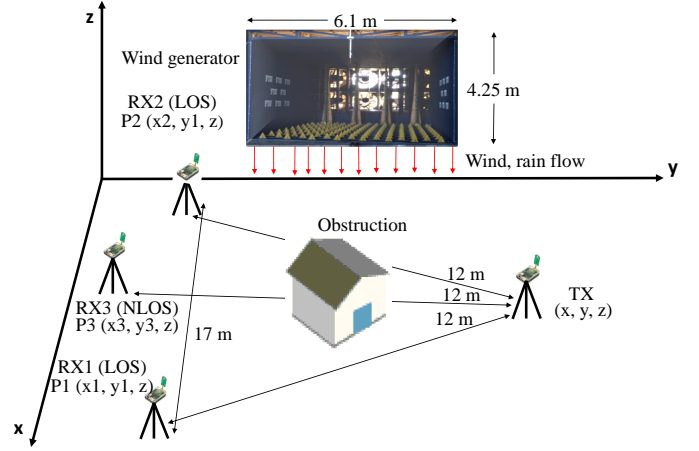 z
6.1 m
Wind generator
4.25 m
RX2 (LOS)
P2 (x2, y1, z)
Wind, rain flow
y
Obstruction
12 m
12 m
12 m
TX
(x, y, z)
RX3 (NLOS)
P3 (x3, y3, z)
17 m
RX1 (LOS)
P1 (x1, y1, z)
x